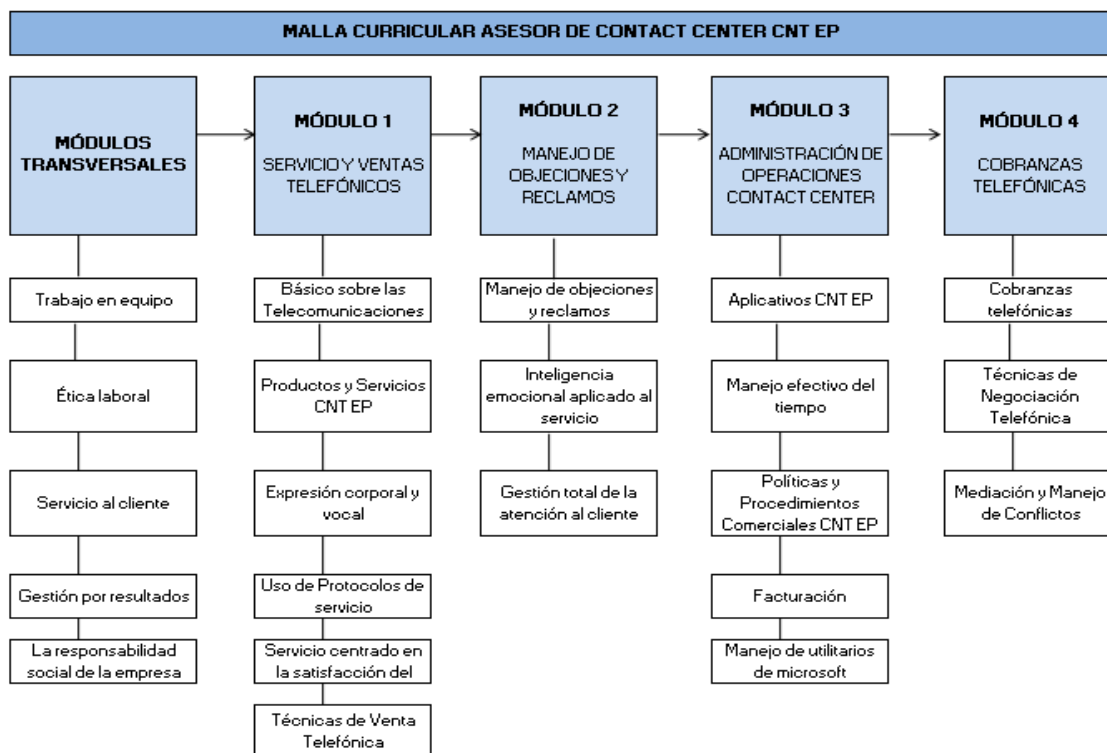 MALLA CURRICULAR ASESOR DE CONTACT CENTER CNT EP
MÓDULOS
TRANSVERSALES
Trabajo en equipo
Ética laboral
Servicio al cliente
Gestión por resultados
La responsabilidad
social de la empresa
MÓDULO 1
SERVICIO Y VENTAS
TELEFÓNICOS
Básico sobre las
Telecomunicaciones
Productos y Servicios
CNT EP
Expresión corporal y
vocal
Uso de Protocolos de
servicio
Servicio centrado en
la satisfacción del
Técnicas de Venta
Telefónica
MÓDULO 2
MANEJO DE
OBJECIONES Y
RECLAMOS
Manejo de objeciones
y reclamos
Inteligencia
emocional aplicado al
servicio
Gestión total de la
atención al cliente
MÓDULO 3
ADMINISTRACIÓN DE
OPERACIONES
CONTACT CENTER
Aplicativos CNT EP
Manejo efectivo del
tiempo
Políticas y
Procedimientos
Comerciales CNT EP
Facturación
Manejo de utilitarios
de microsoft
MÓDULO 4
COBRANZAS
TELEFÓNICAS
Cobranzas
telefónicas
Técnicas de
Negociación
Telefónica
Mediación y Manejo
de Conflictos